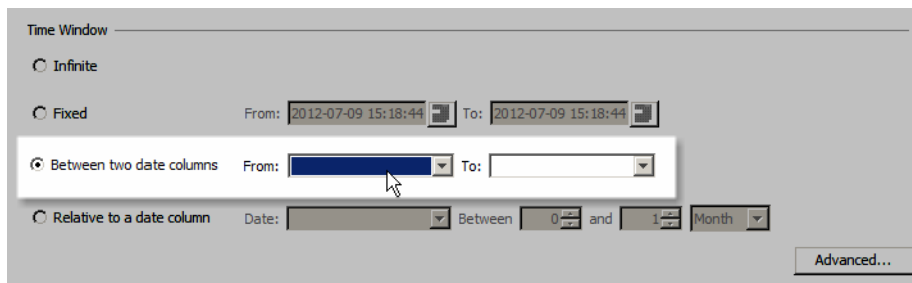 Time Window
Infinite
Fixed From: 2012-07-09 15:18:44 To: 2012-07-09 15:18:44
Between two date columns From: To:
Relative to a date column Date: Between 0 and 1 Month
Advanced...